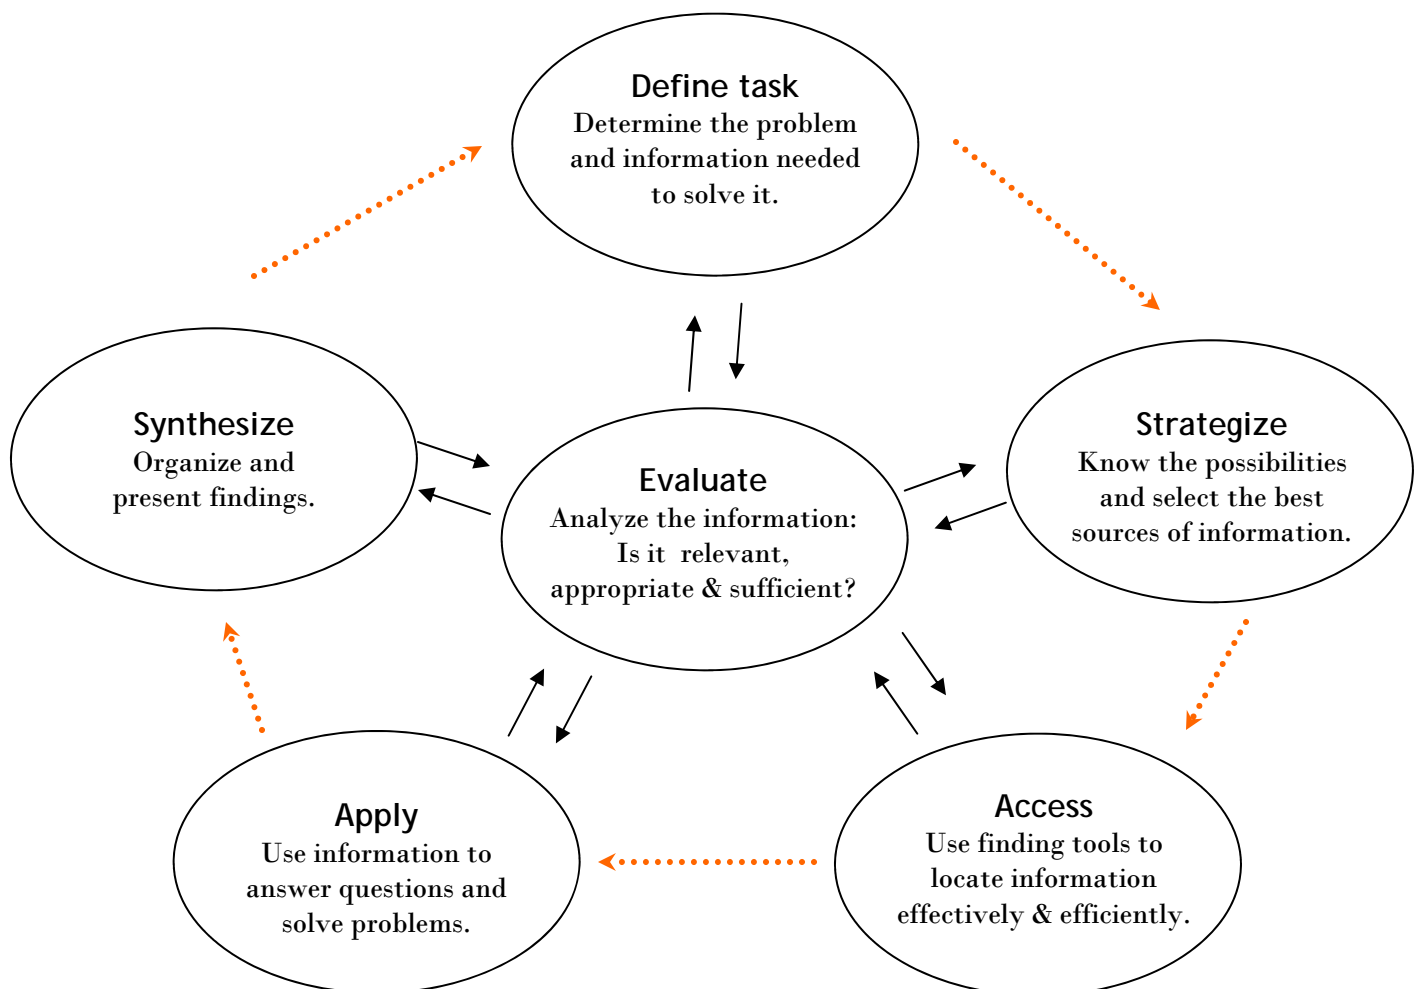 Define task
Determine the problem
and information needed
to solve it.
Synthesize
Organize and
present findings.
Evaluate
Analyze the information:
Is it relevant,
appropriate & sufficient?
Strategize
Know the possibilities
and select the best
sources of information.
Apply
Use information to
answer questions and
solve problems.
Access
Use finding tools to
locate information
effectively & efficiently.